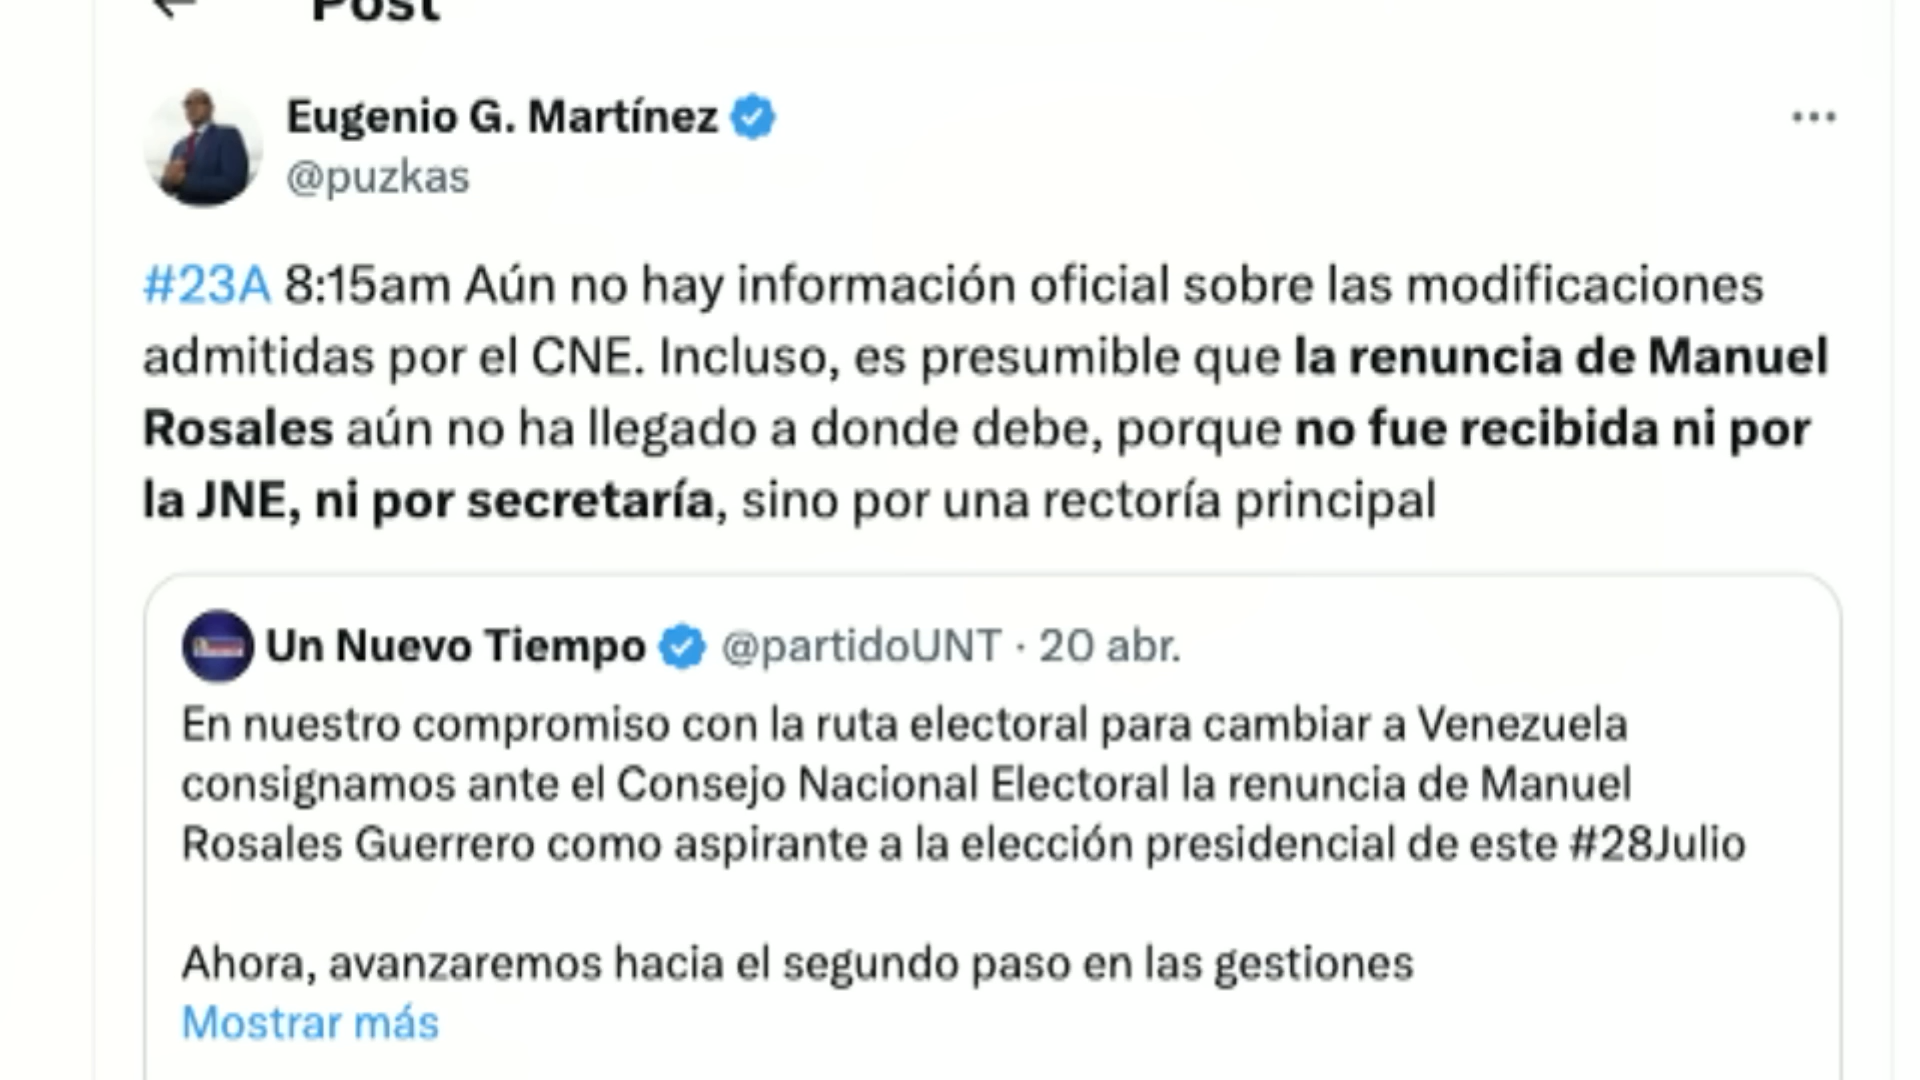 Post
Eugenio G. Martínez
@puzkas
#23A 8:15am Aún no hay información oficial sobre las modificaciones
admitidas por el CNE. Incluso, es presumible que la renuncia de Manuel
Rosales aún no ha llegado a donde debe, porque no fue recibida ni por
la JNE, ni por secretaría, sino por una rectoría principal
Un Nuevo Tiempo @partidoUNT · 20 abr.
En nuestro compromiso con la ruta electoral para cambiar a Venezuela
consignamos ante el Consejo Nacional Electoral la renuncia de Manuel
Rosales Guerrero como aspirante a la elección presidencial de este #28Julio
Ahora, avanzaremos hacia el segundo paso en las gestiones
Mostrar más